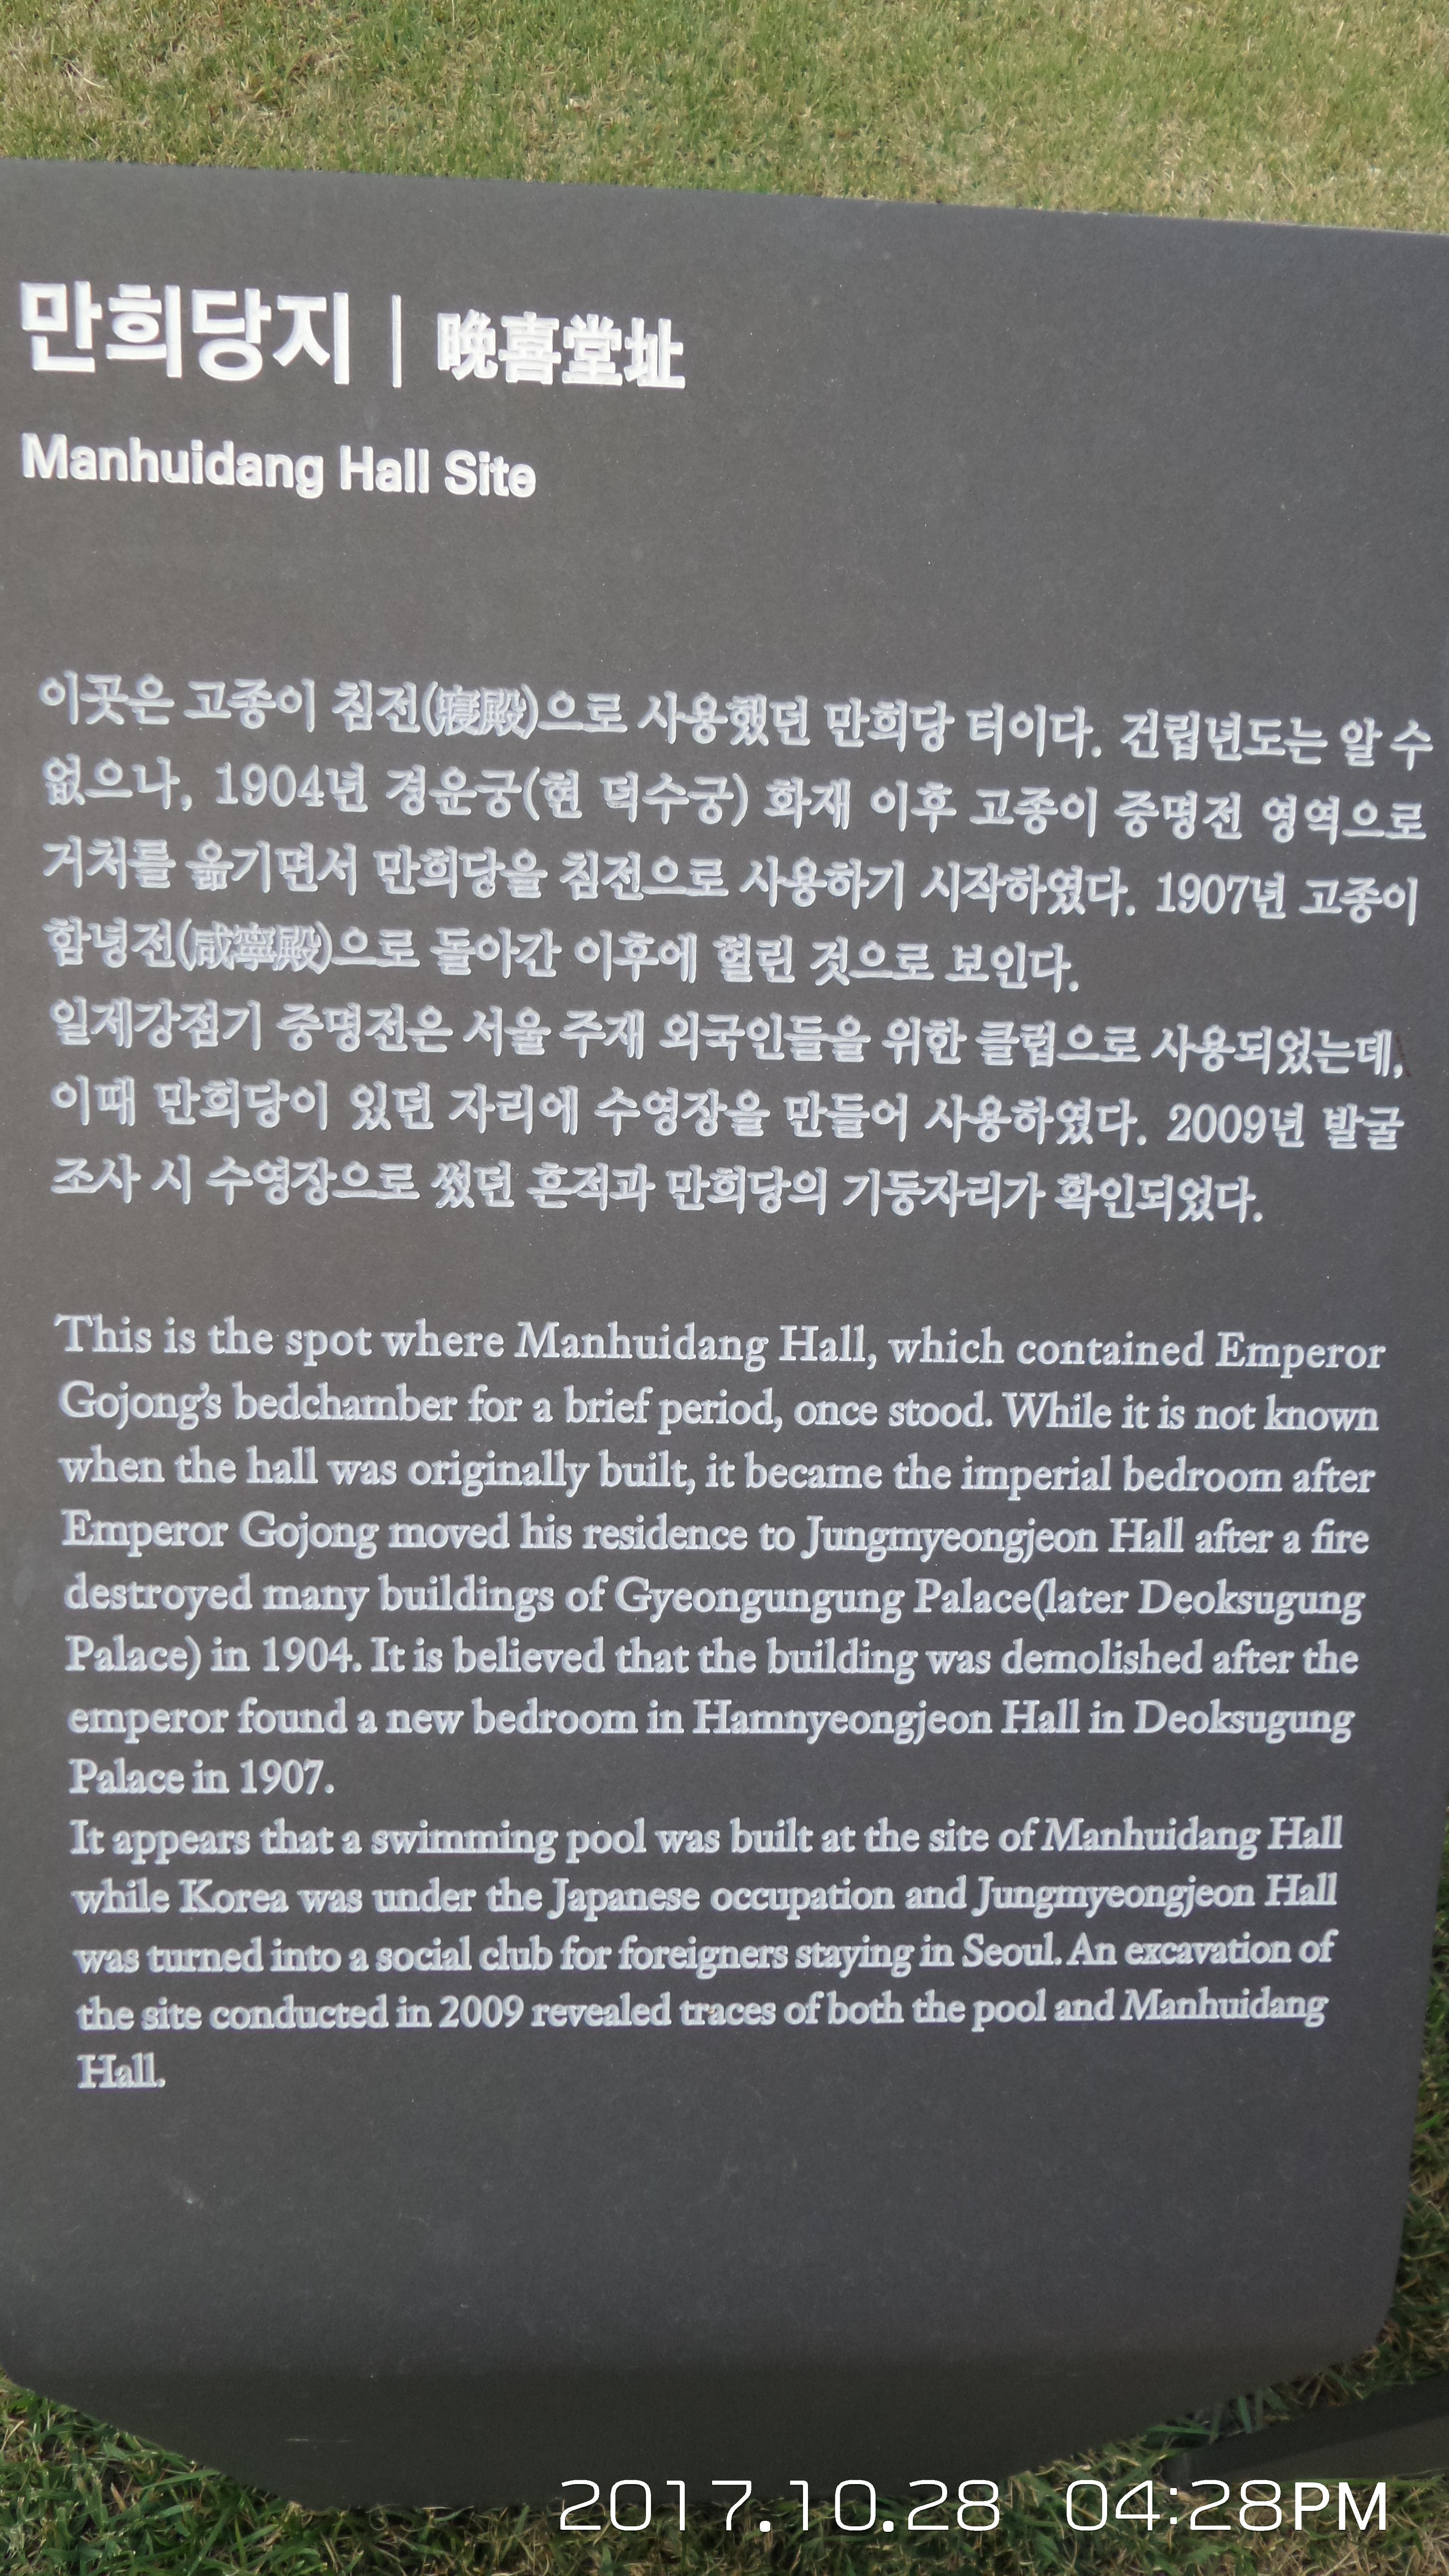 만희당지 | 晩喜堂址
Manhuidang Hall Site
이곳은 고종이 침전(寢殿)으로 사용했던 만희당 터이다. 건립년도는 알 수
없으나, 1904년 경운궁(현 덕수궁) 화재 이후 고종이 중명전 영역으로
거처를 옮기면서 만희당을 침전으로 사용하기 시작하였다. 1907년 고종이
함녕전(咸寧殿)으로 돌아간 이후에 헐린 것으로 보인다.
일제강점기 중명전은 서울 주재 외국인들을 위한 클럽으로 사용되었는데,
이때 만희당이 있던 자리에 수영장을 만들어 사용하였다. 2009년 발굴
조사 시 수영장으로 썼던 흔적과 만희당의 기둥자리가 확인되었다.
This is the spot where Manhuidang Hall, which contained Emperor
Gojong's bedchamber for a brief period, once stood. While it is not known
when the hall was originally built, it became the imperial bedroom after
Emperor Gojong moved his residence to Jungmyeongjeon Hall after a fire
destroyed many buildings of Gyeongungung Palace(later Deoksugung
Palace) in 1904. It is believed that the building was demolished after the
emperor found a new bedroom in Hamnyeongjeon Hall in Deoksugung
Palace in 1907.
It appears that a swimming pool was built at the site of Manhuidang Hall
while Korea was under the Japanese occupation and Jungmyeongjeon Hall
was turned into a social club for foreigners staying in Seoul. An excavation of
the site conducted in 2009 revealed traces of both the pool and Manhuidang
Hall.
2017.10.28 04:28PM